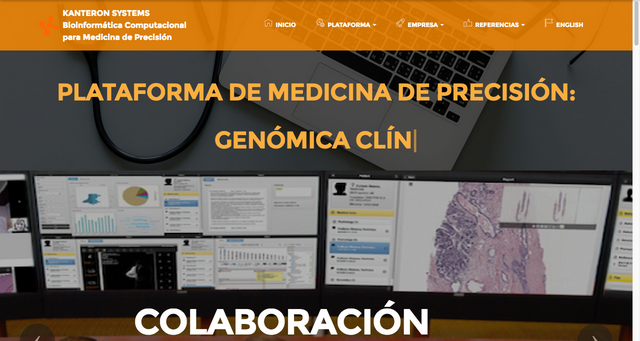 KANTERON SYSTEMS
Bioinformática Computacional
para Medicina de Precisión
INICIO PLATAFORMA EMPRESA REFERENCIAS ENGLISH
PLATAFORMA DE MEDICINA DE PRECISIÓN:
GENÓMICA CLÍN
COLABORACIÓN